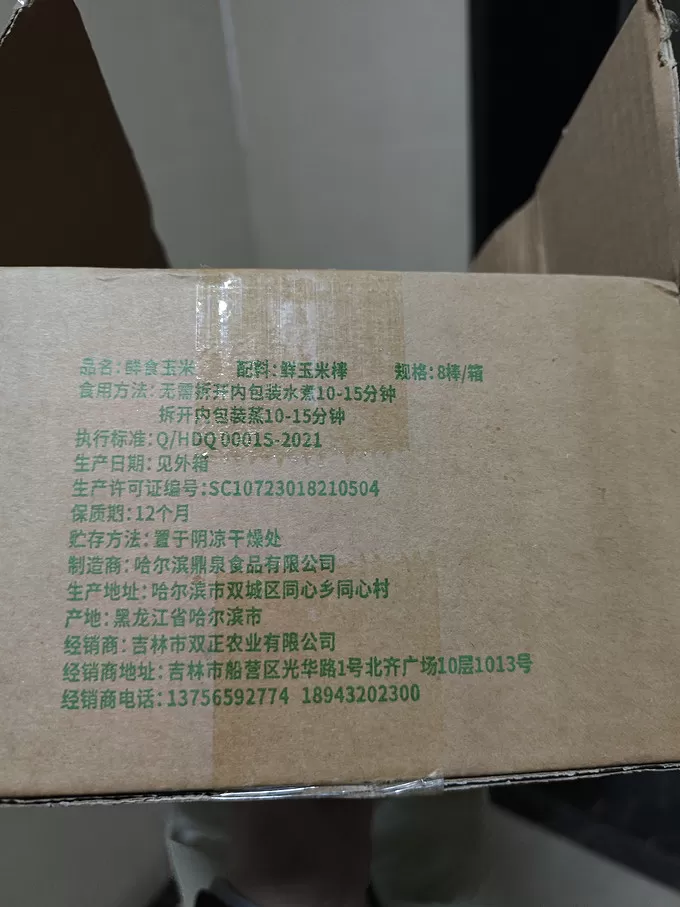 品名:鲜食玉米 配料:鲜玉米棒 规格:8棒/箱
食用方法:无需拆开内包装水煮10-15分钟
拆开内包装蒸10-15分钟
执行标准:Q/HDQ 0001S-2021
生产日期:见外箱
生产许可证编号:SC10723018210504
保质期:12个月
贮存方法:置于阴凉干燥处
制造商:哈尔滨鼎泉食品有限公司
生产地址:哈尔滨市双城区同心乡同心村
产地:黑龙江省哈尔滨市
经销商:吉林市双正农业有限公司
经销商地址:吉林市船营区光华路1号北齐广场10层1013号
经销商电话:13756592774 18943202300